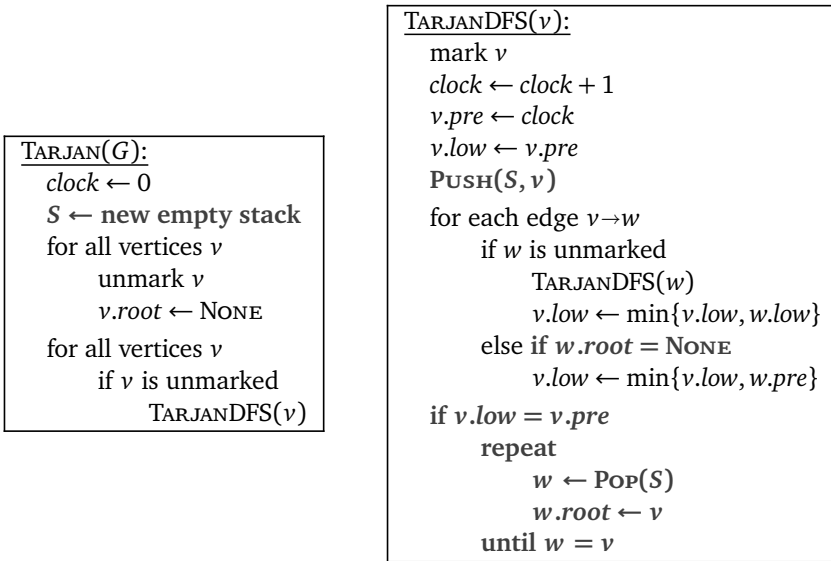 TARJAN(G):
clock ← 0
S ← new empty stack
for all vertices v
unmark v
v.root ← NONE
for all vertices v
if v is unmarked
TARJANDFS(v)
TARJANDFS(v):
mark v
clock ← clock + 1
v.pre ← clock
v.low ← v.pre
PUSH(S, v)
for each edge v→w
if w is unmarked
TARJANDFS(w)
v.low ← min{v.low, w.low}
else if w.root = NONE
v.low ← min{v.low, w.pre}
if v.low = v.pre
repeat
w ← POP(S)
w.root ← v
until w = v